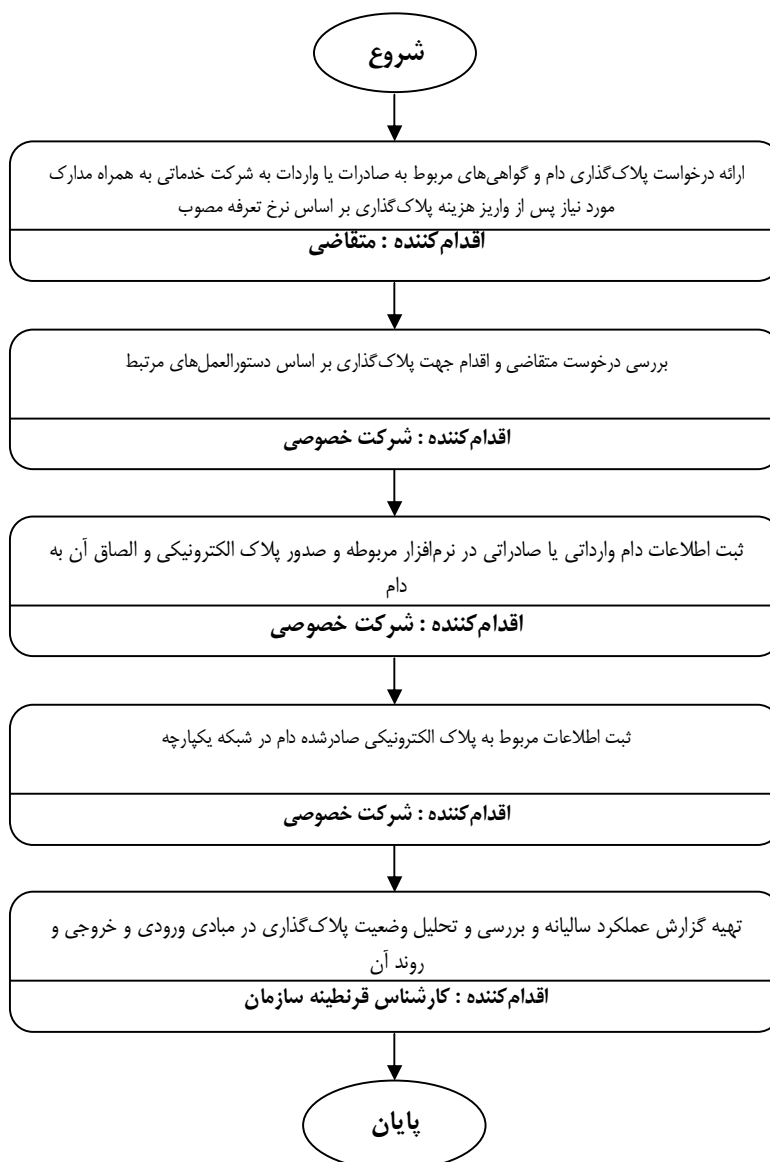 شروع
ارائه درخواست پلاک‌گذاری دام و گواهی‌های مربوط به صادرات یا واردات به شرکت خدماتی به همراه مدارک
مورد نیاز پس از واریز هزینه پلاک‌گذاری بر اساس نرخ تعرفه مصوب
اقدام‌کننده : متقاضی
بررسی درخوست متقاضی و اقدام جهت پلاک‌گذاری بر اساس دستورالعمل‌های مرتبط
اقدام‌کننده : شرکت خصوصی
ثبت اطلاعات دام وارداتی یا صادراتی در نرم‌افزار مربوطه و صدور پلاک الکترونیکی و الصاق آن به
دام
اقدام‌کننده : شرکت خصوصی
ثبت اطلاعات مربوط به پلاک الکترونیکی صادرشده دام در شبکه یکپارچه
اقدام‌کننده : شرکت خصوصی
تهیه گزارش عملکرد سالیانه و بررسی و تحلیل وضعیت پلاک‌گذاری در مبادی ورودی و خروجی و
روند آن
اقدام‌کننده : کارشناس قرنطینه سازمان
پایان